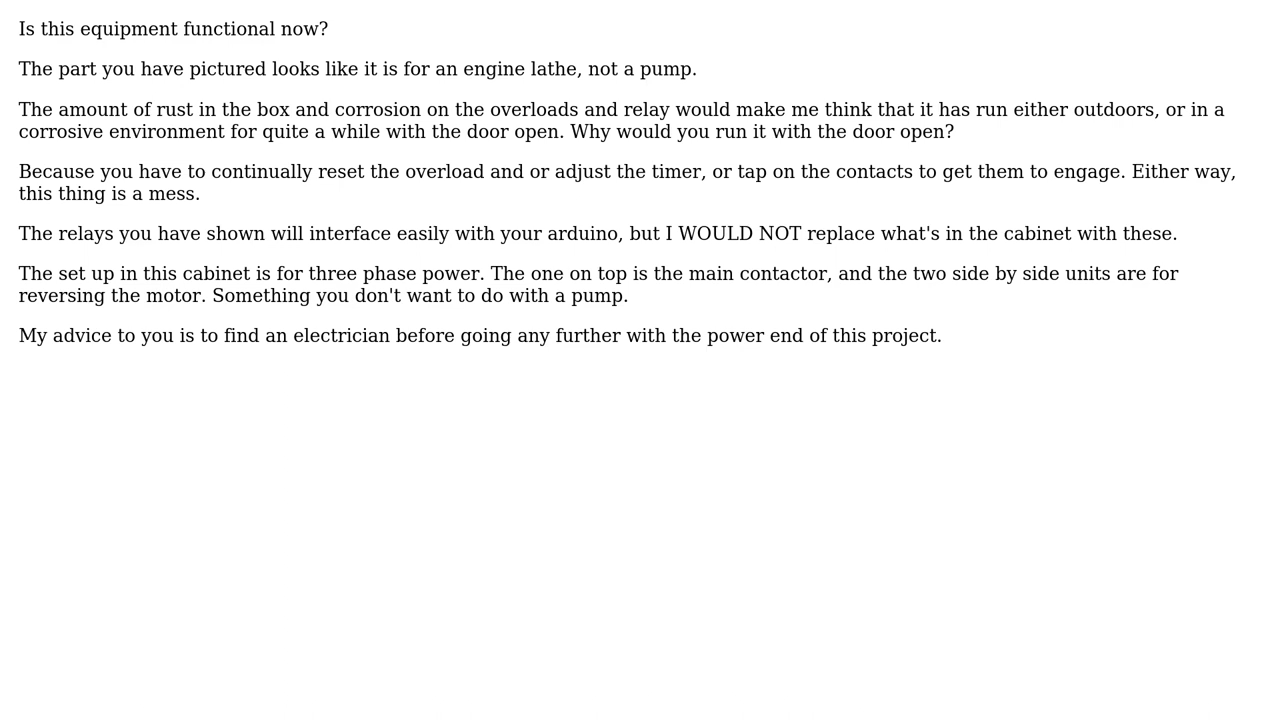 Is this equipment functional now?
The part you have pictured looks like it is for an engine lathe, not a pump.
The amount of rust in the box and corrosion on the overloads and relay would make me think that it has run either outdoors, or in a
corrosive environment for quite a while with the door open. Why would you run it with the door open?
Because you have to continually reset the overload and or adjust the timer, or tap on the contacts to get them to engage. Either way,
this thing is a mess.
The relays you have shown will interface easily with your arduino, but I WOULD NOT replace what's in the cabinet with these.
The set up in this cabinet is for three phase power. The one on top is the main contactor, and the two side by side units are for
reversing the motor. Something you don't want to do with a pump.
My advice to you is to find an electrician before going any further with the power end of this project.